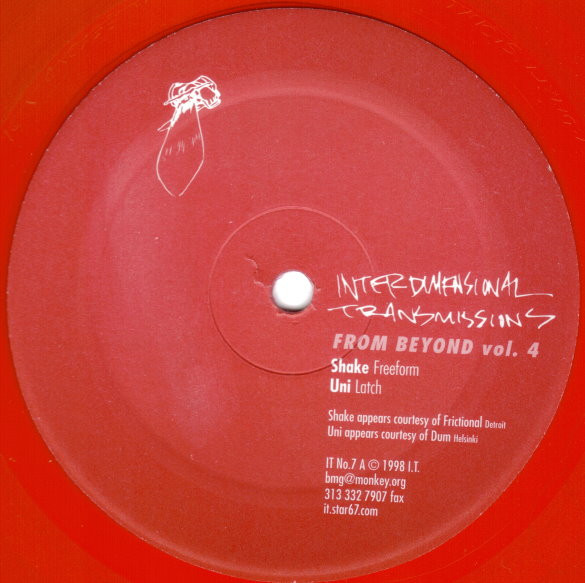 INTERDIMENSIONAL
TRANSMISSIONS
FROM BEYOND vol. 4
Shake Freeform
Uni Latch
Shake appears courtesy of Frictional Detroit
Uni appears courtesy of Dum Helsinki
IT No.7 A © 1998 I.T.
bmg@monkey.org
313 332 7907 fax
it.star67.com